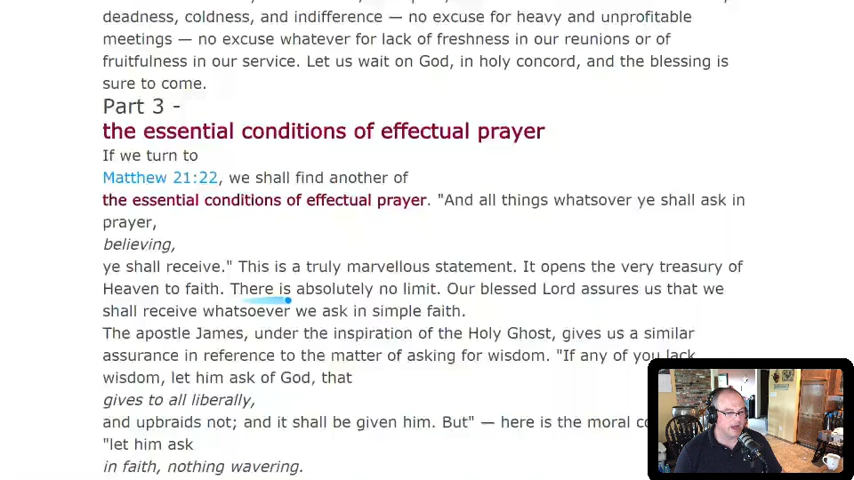 deadness, coldness, and indifference — no excuse for heavy and unprofitable
meetings — no excuse whatever for lack of freshness in our reunions or of
fruitfulness in our service. Let us wait on God, in holy concord, and the blessing is
sure to come.
Part 3 -
the essential conditions of effectual prayer
If we turn to
Matthew 21:22, we shall find another of
the essential conditions of effectual prayer. "And all things whatsover ye shall ask in
prayer,
believing,
ye shall receive." This is a truly marvellous statement. It opens the very treasury of
Heaven to faith. There is absolutely no limit. Our blessed Lord assures us that we
shall receive whatsoever we ask in simple faith.
The apostle James, under the inspiration of the Holy Ghost, gives us a similar
assurance in reference to the matter of asking for wisdom. "If any of you lack
wisdom, let him ask of God, that
gives to all liberally,
and upbraids not; and it shall be given him. But" — here is the moral
"let him ask
in faith, nothing wavering.